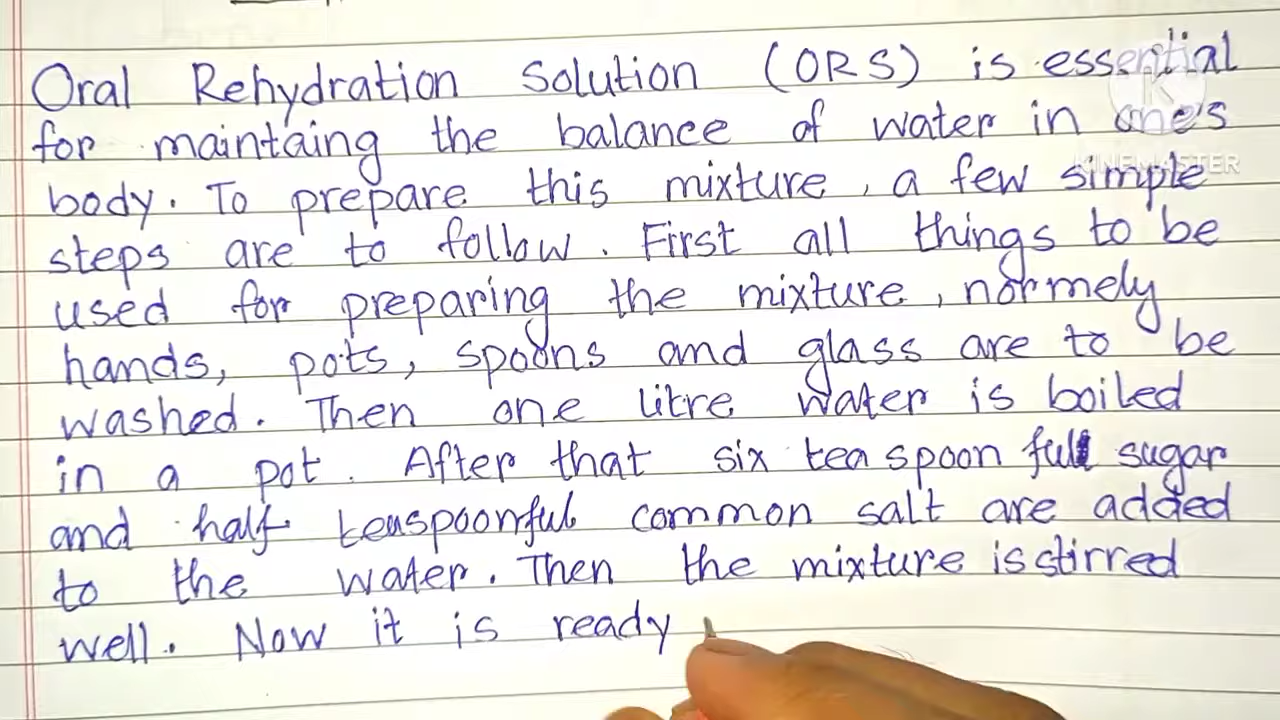 Oral Rehydration Solution (ORS) is essential
for maintaing the balance of water in one's
body. To prepare this mixture, a few simple
steps are to follow. First all things to be
used for preparing the mixture, normely
hands, pots, spoons and glass are to be
washed. Then one litre water is boiled
in a pot. After that six tea spoon full sugar
and half teaspoonful common salt are added
to the water. Then the mixture is stirred
well. Now it is ready
KINEMASTER